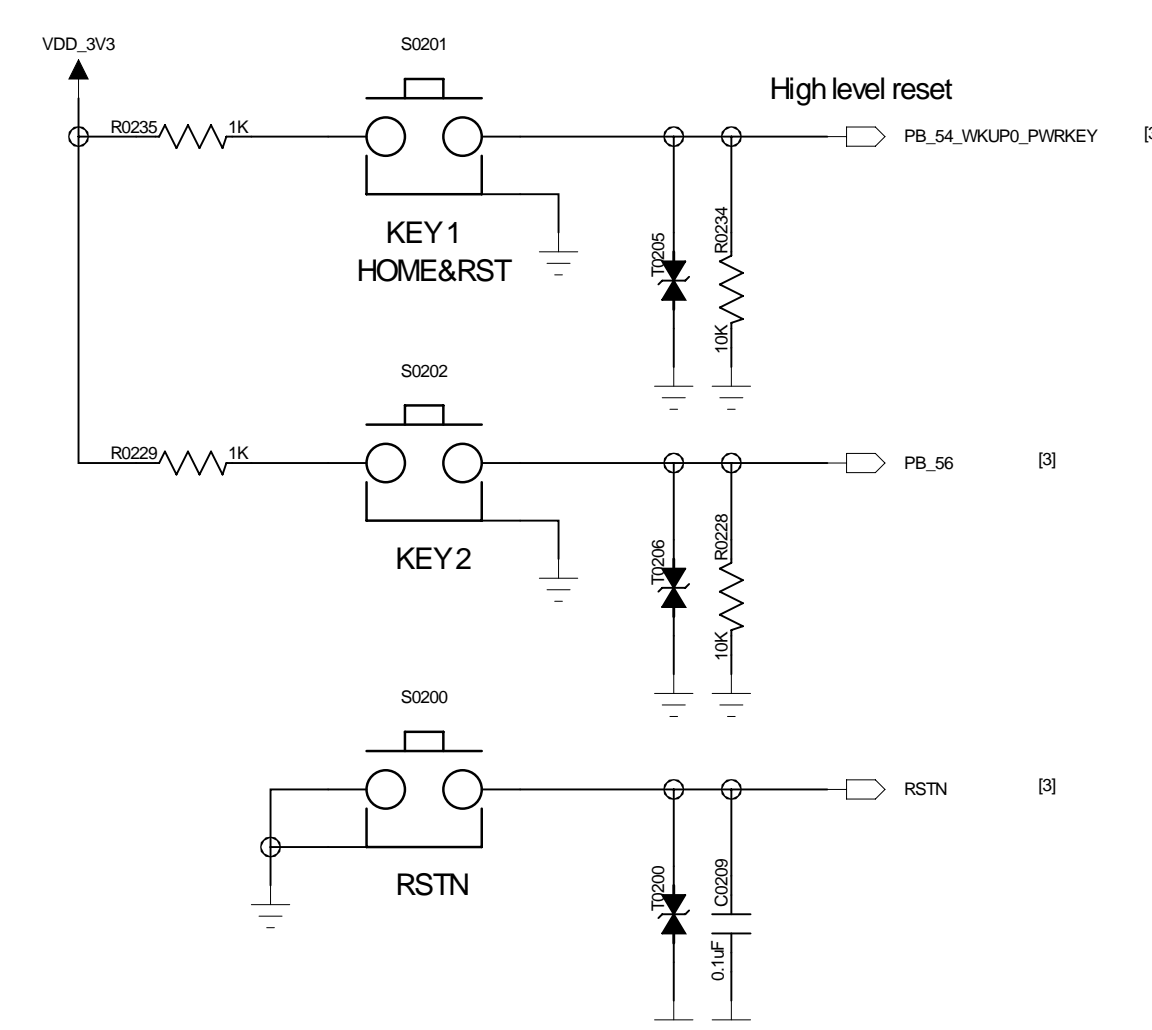 VDD_3V3
S0201
High level reset
R0235 1K
PB_54_WKUP0_PWRKEY
KEY1
HOME&RST
T0205
R0234
10K
S0202
R0229 1K
PB_56 [3]
KEY2
T0206
R0228
10K
S0200
RSTN [3]
RSTN
T0200
C0209
0.1uF